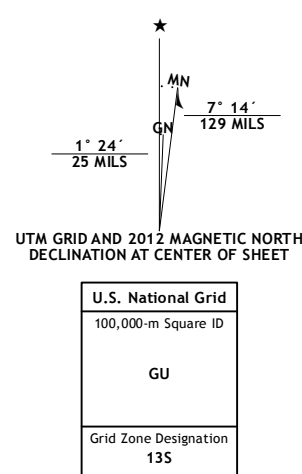 ★
MN
GN
7° 14´
129 MILS
1° 24´
25 MILS
UTM GRID AND 2012 MAGNETIC NORTH
DECLINATION AT CENTER OF SHEET
U.S. National Grid
100,000-m Square ID
GU
Grid Zone Designation
13S